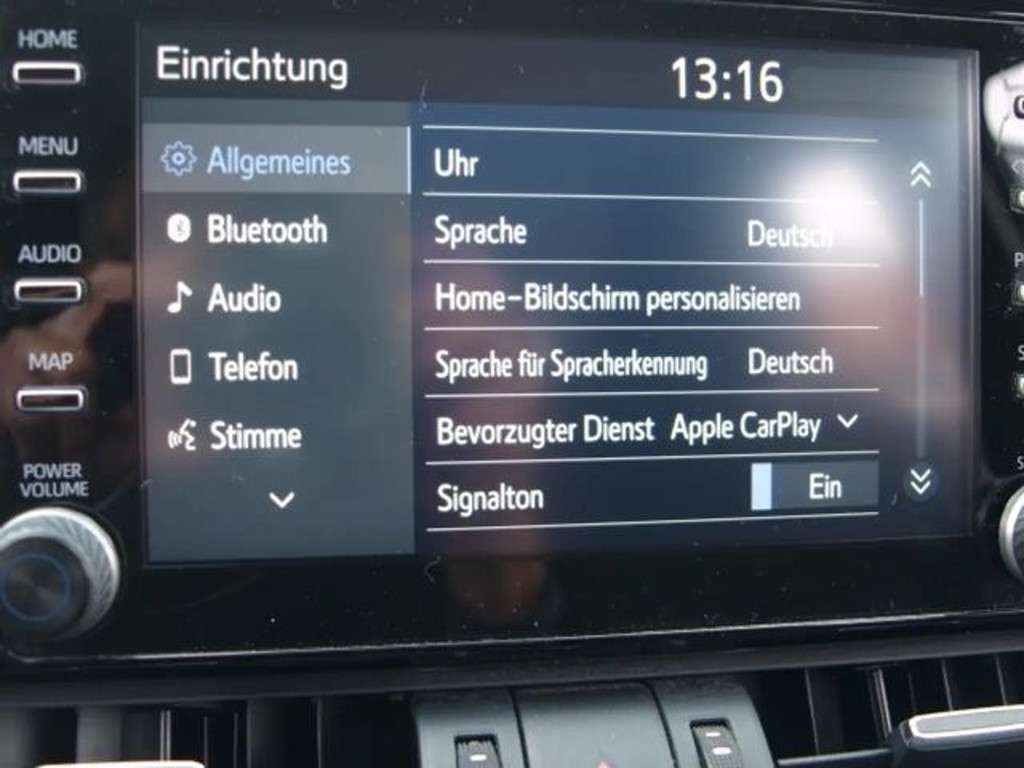 HOME
MENU
AUDIO
MAP
POWER
VOLUME
Einrichtung
13:16
Allgemeines
Bluetooth
Audio
Telefon
Stimme
Uhr
Sprache Deutsch
Home-Bildschirm personalisieren
Sprache für Spracherkennung Deutsch
Bevorzugter Dienst Apple CarPlay
Signalton Ein